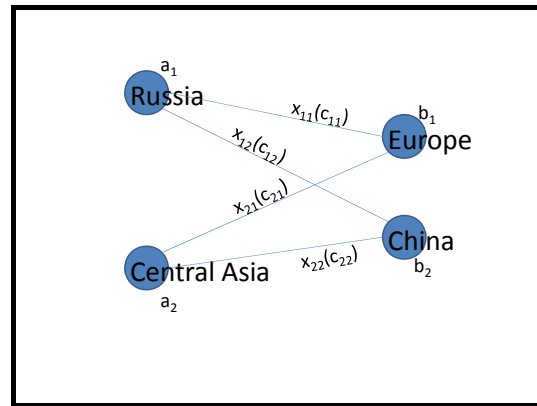 a₁
Russia
x₁₁(c₁₁)
b₁
Europe
x₁₂(c₁₂)
x₂₁(c₂₁)
China
b₂
Central Asia
x₂₂(c₂₂)
a₂